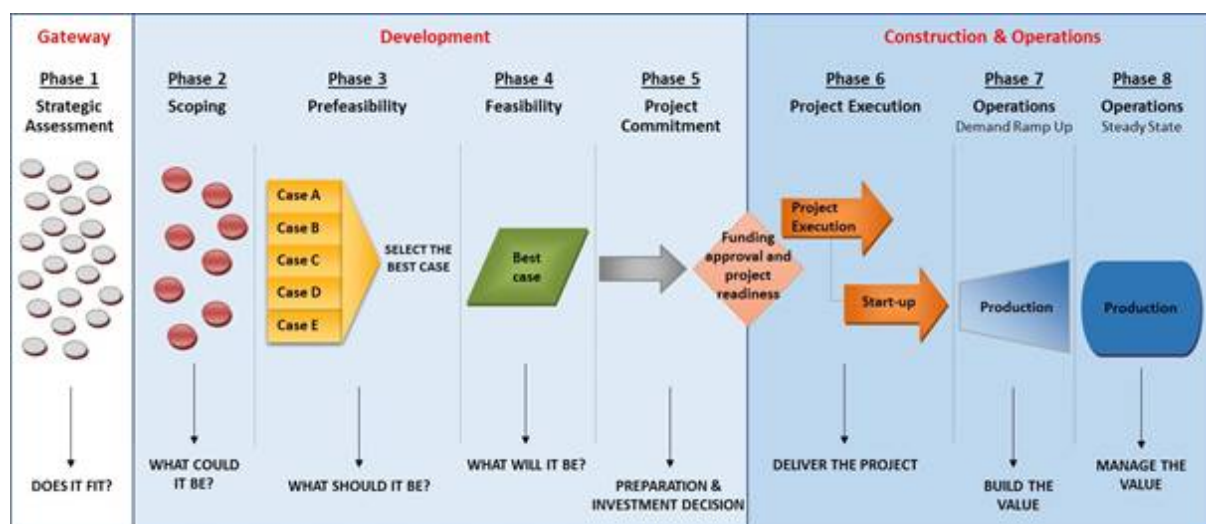 Gateway
Development
Construction & Operations
Phase 1
Strategic
Assessment
Phase 2
Scoping
Phase 3
Prefeasibility
Phase 4
Feasibility
Phase 5
Project
Commitment
Phase 6
Project Execution
Phase 7
Operations
Demand Ramp Up
Phase 8
Operations
Steady State
Case A
Case B
Case C
Case D
Case E
SELECT THE
BEST CASE
Best
case
Funding
approval and
project
readiness
Project
Execution
Start-up
Production
Production
DOES IT FIT?
WHAT COULD
IT BE?
WHAT SHOULD IT BE?
WHAT WILL IT BE?
PREPARATION &
INVESTMENT DECISION
DELIVER THE PROJECT
BUILD THE
VALUE
MANAGE THE
VALUE